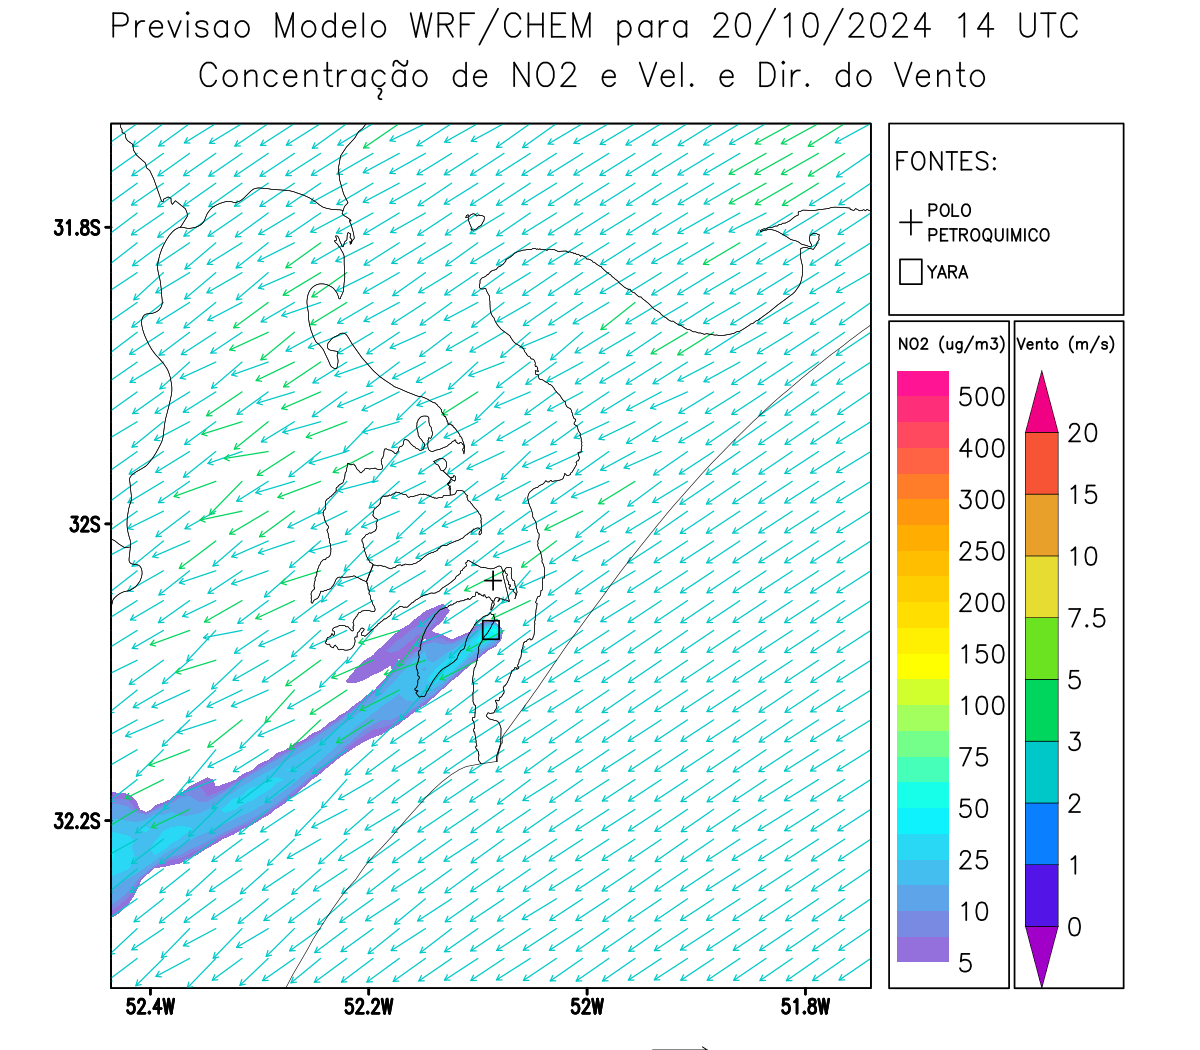 Previsao Modelo WRF/CHEM para 20/10/2024 14 UTC
Concentração de NO2 e Vel. e Dir. do Vento
FONTES:
POLO
PETROQUIMICO
YARA
NO2 (ug/m3)
500
400
300
250
200
150
100
75
50
25
10
5
Vento (m/s)
20
15
10
7.5
5
3
2
1
0
31.8S
32S
32.2S
52.4W
52.2W
52W
51.8W